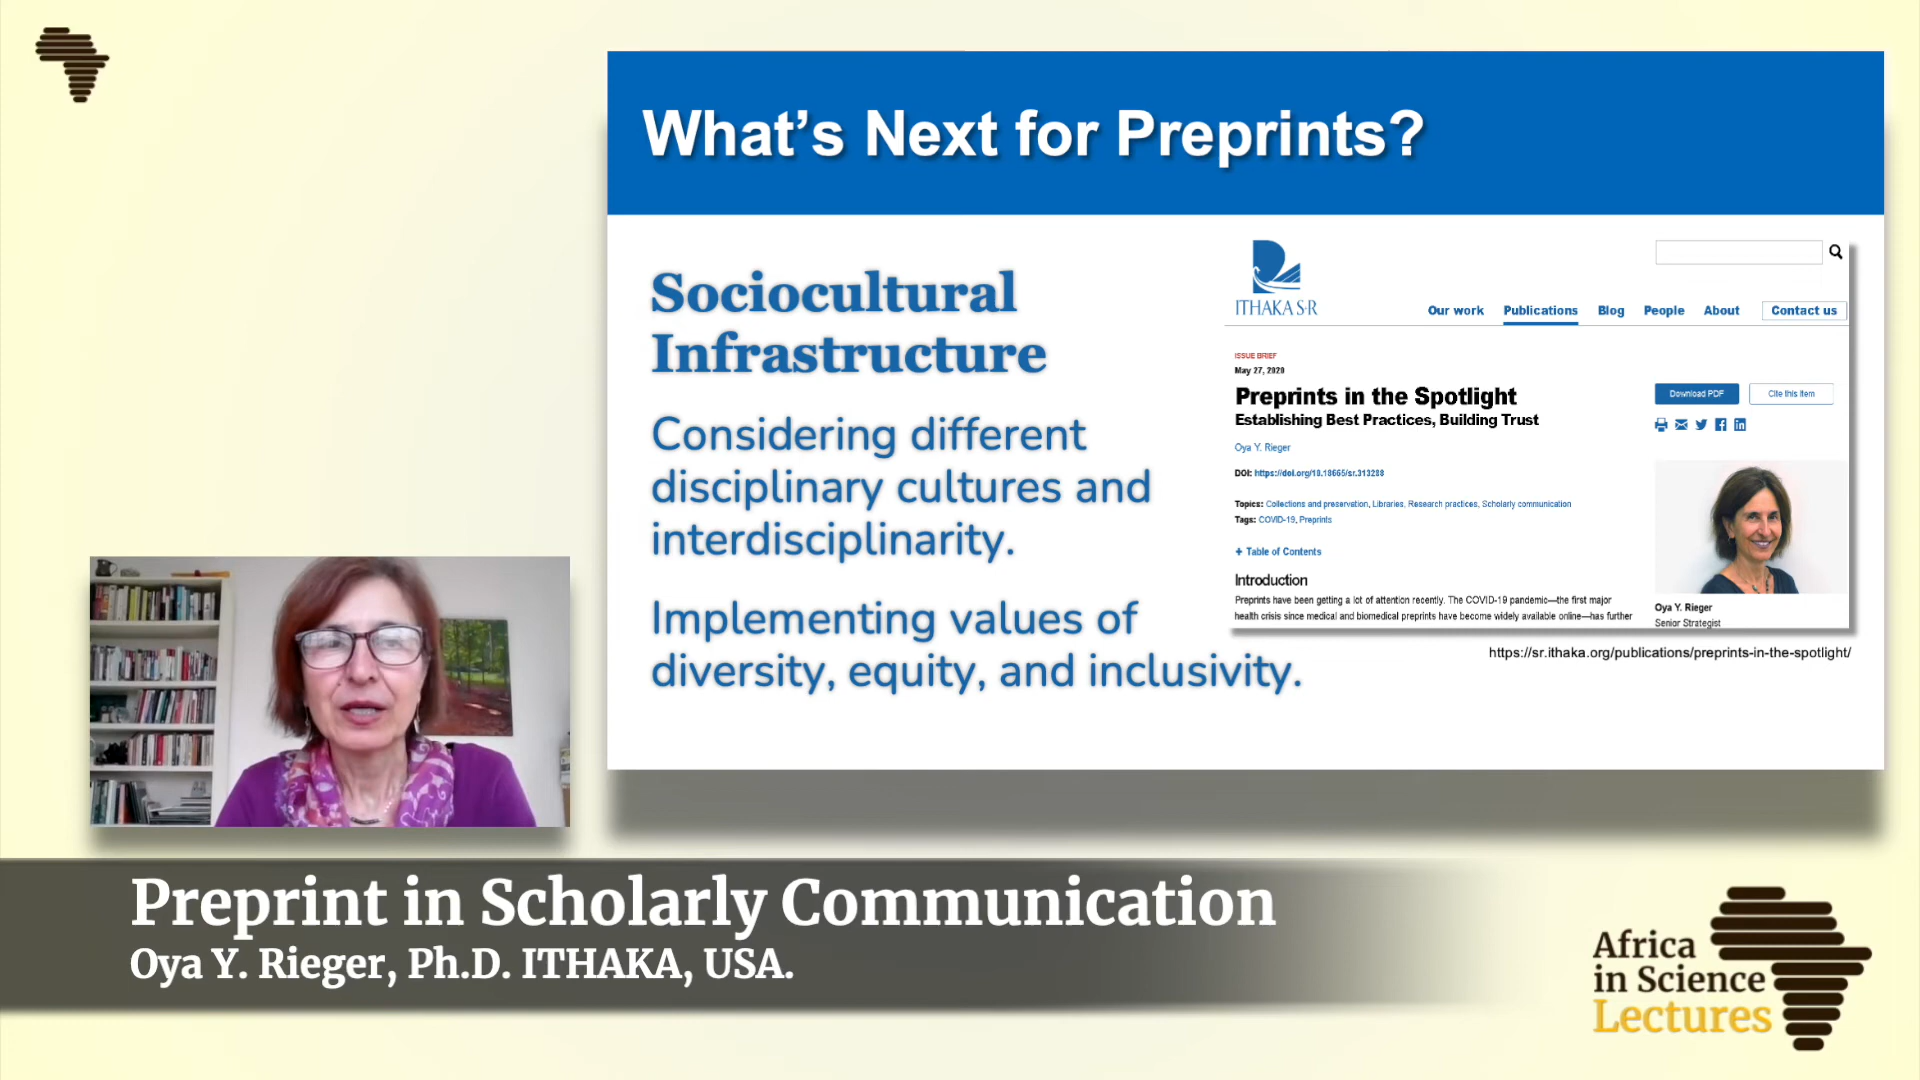 What's Next for Preprints?
Sociocultural
Infrastructure
Considering different
disciplinary cultures and
interdisciplinarity.
Implementing values of
diversity, equity, and inclusivity.
ITHAKA S·R
Our work Publications Blog People About Contact us
ISSUE BRIEF
May 27, 2020
Preprints in the Spotlight
Establishing Best Practices, Building Trust
Oya Y. Rieger
DOI: https://doi.org/10.18665/sr.313288
Topics: Collections and preservation, Libraries, Research practices, Scholarly communication
Tags: COVID-19, Preprints
+ Table of Contents
Introduction
Preprints have been getting a lot of attention recently. The COVID-19 pandemic—the first major
health crisis since medical and biomedical preprints have become widely available online—has further
Download PDF Cite this item
Oya Y. Rieger
Senior Strategist
https://sr.ithaka.org/publications/preprints-in-the-spotlight/
Preprint in Scholarly Communication
Oya Y. Rieger, Ph.D. ITHAKA, USA.
Africa
in Science
Lectures